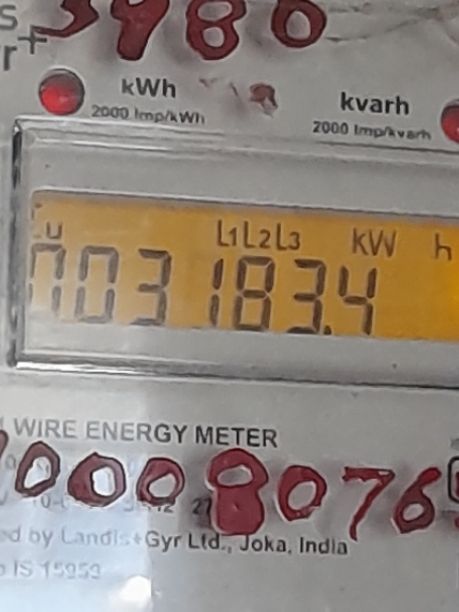 3980
kWh
2000 Imp/kWh
kvarh
2000 Imp/kvarh
L1L2L3 kW h
003183.4
WIRE ENERGY METER
0008076
by Landis+Gyr Ltd., Joka, India
IS 15959